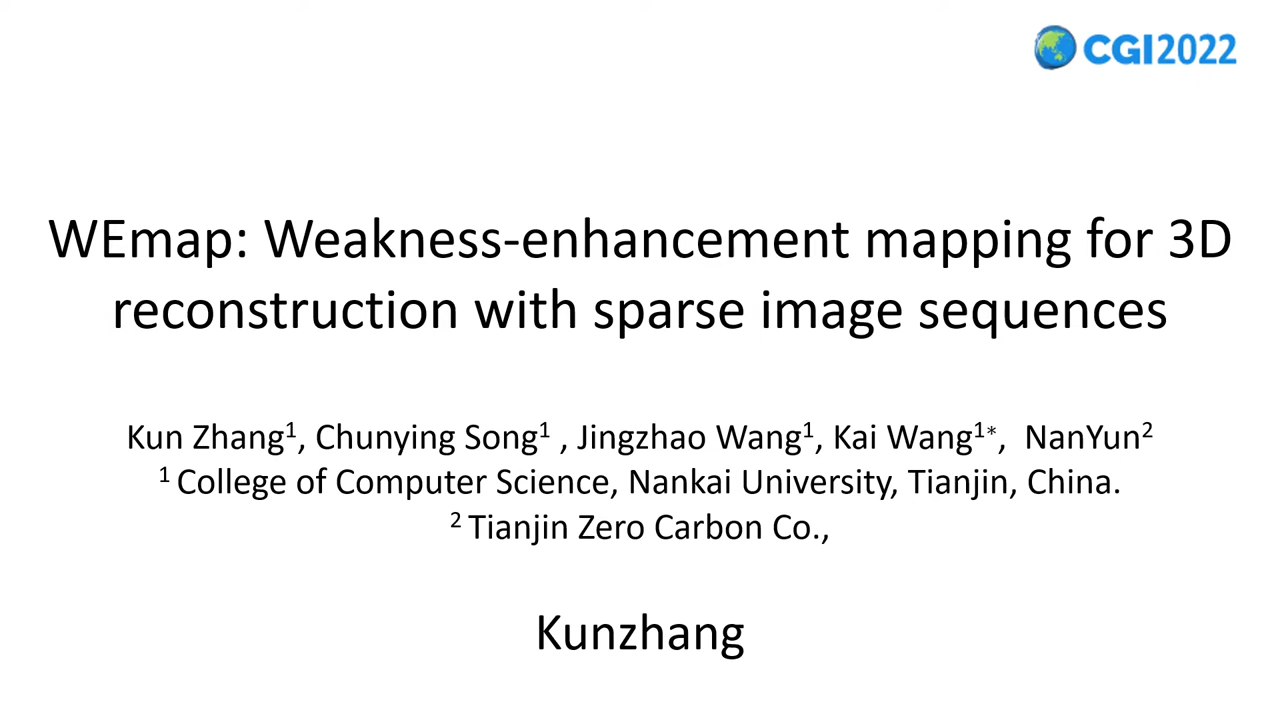 CGI2022
WEmap: Weakness-enhancement mapping for 3D
reconstruction with sparse image sequences
Kun Zhang¹, Chunying Song¹ , Jingzhao Wang¹, Kai Wang¹*, NanYun²
¹ College of Computer Science, Nankai University, Tianjin, China.
² Tianjin Zero Carbon Co.,
Kunzhang